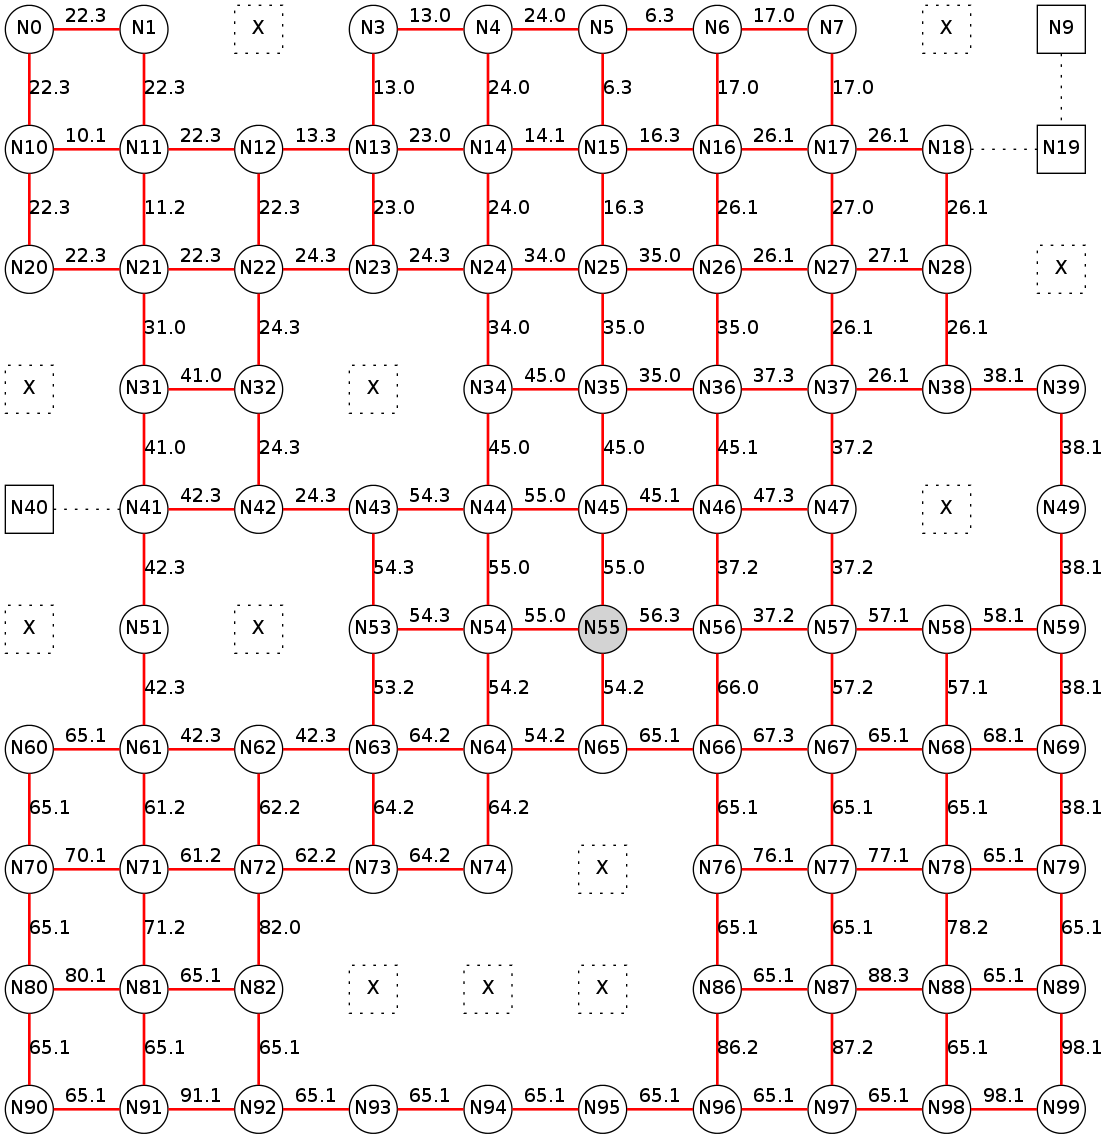 22.3 13.0 24.0 6.3 17.0
N0 N1 X N3 N4 N5 N6 N7 X N9
22.3 22.3 13.0 24.0 6.3 17.0 17.0
10.1 22.3 13.3 23.0 14.1 16.3 26.1 26.1
N10 N11 N12 N13 N14 N15 N16 N17 N18 N19
22.3 11.2 22.3 23.0 24.0 16.3 26.1 27.0 26.1
22.3 22.3 24.3 24.3 34.0 35.0 26.1 27.1
N20 N21 N22 N23 N24 N25 N26 N27 N28 X
31.0 24.3 34.0 35.0 35.0 26.1 26.1
41.0 45.0 35.0 37.3 26.1 38.1
X N31 N32 X N34 N35 N36 N37 N38 N39
41.0 24.3 45.0 45.0 45.1 37.2 38.1
42.3 24.3 54.3 55.0 45.1 47.3
N40 N41 N42 N43 N44 N45 N46 N47 X N49
42.3 54.3 55.0 55.0 37.2 37.2 38.1
54.3 55.0 56.3 37.2 57.1 58.1
X N51 X N53 N54 N55 N56 N57 N58 N59
42.3 53.2 54.2 54.2 66.0 57.2 57.1 38.1
65.1 42.3 42.3 64.2 54.2 65.1 67.3 65.1 68.1
N60 N61 N62 N63 N64 N65 N66 N67 N68 N69
65.1 61.2 62.2 64.2 64.2 65.1 65.1 65.1 38.1
70.1 61.2 62.2 64.2 76.1 77.1 65.1
N70 N71 N72 N73 N74 X N76 N77 N78 N79
65.1 71.2 82.0 65.1 65.1 78.2 65.1
80.1 65.1 65.1 88.3 65.1
N80 N81 N82 X X X N86 N87 N88 N89
65.1 65.1 65.1 86.2 87.2 65.1 98.1
65.1 91.1 65.1 65.1 65.1 65.1 65.1 65.1 98.1
N90 N91 N92 N93 N94 N95 N96 N97 N98 N99